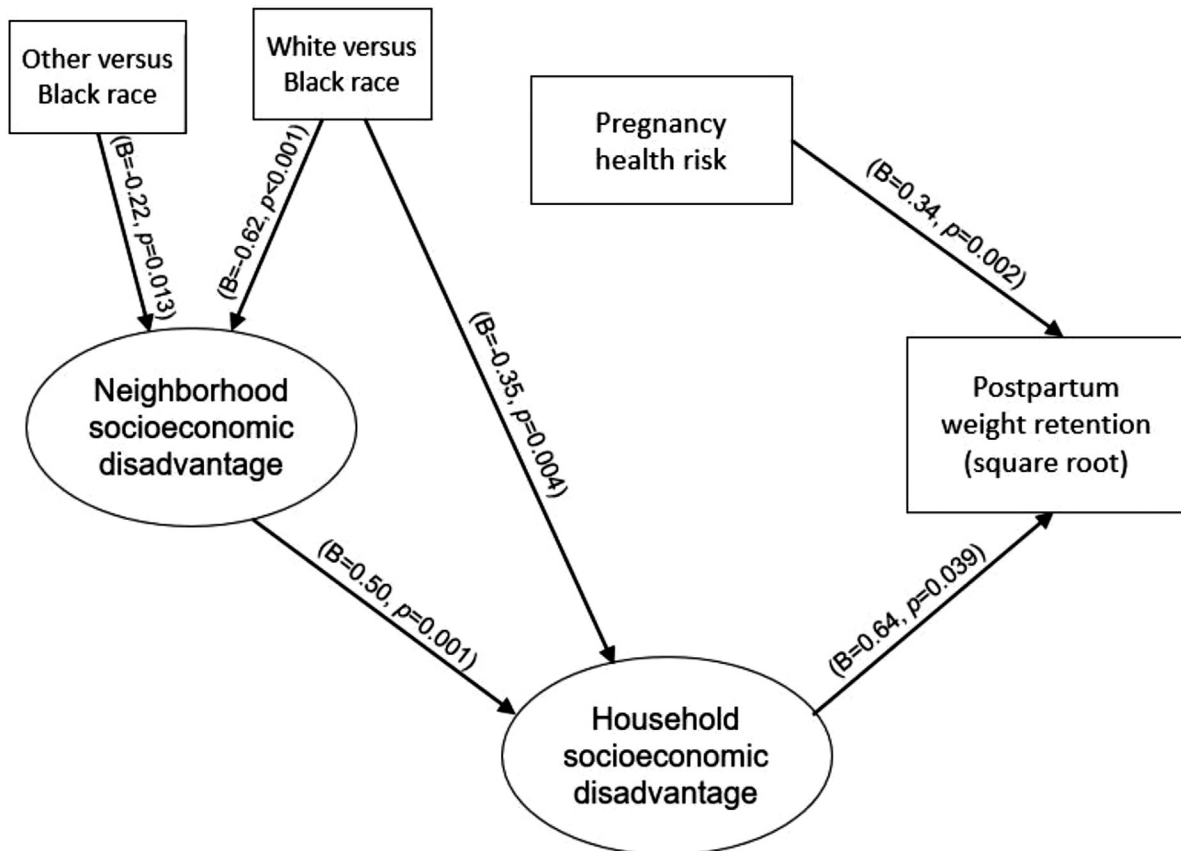 Other versus
Black race
White versus
Black race
Pregnancy
health risk
(B=-0.22, p=0.013)
(B=-0.62, p<0.001)
(B=0.34, p=0.002)
(B=-0.35, p=0.004)
Neighborhood
socioeconomic
disadvantage
Postpartum
weight retention
(square root)
(B=0.50, p=0.001)
(B=0.64, p=0.039)
Household
socioeconomic
disadvantage